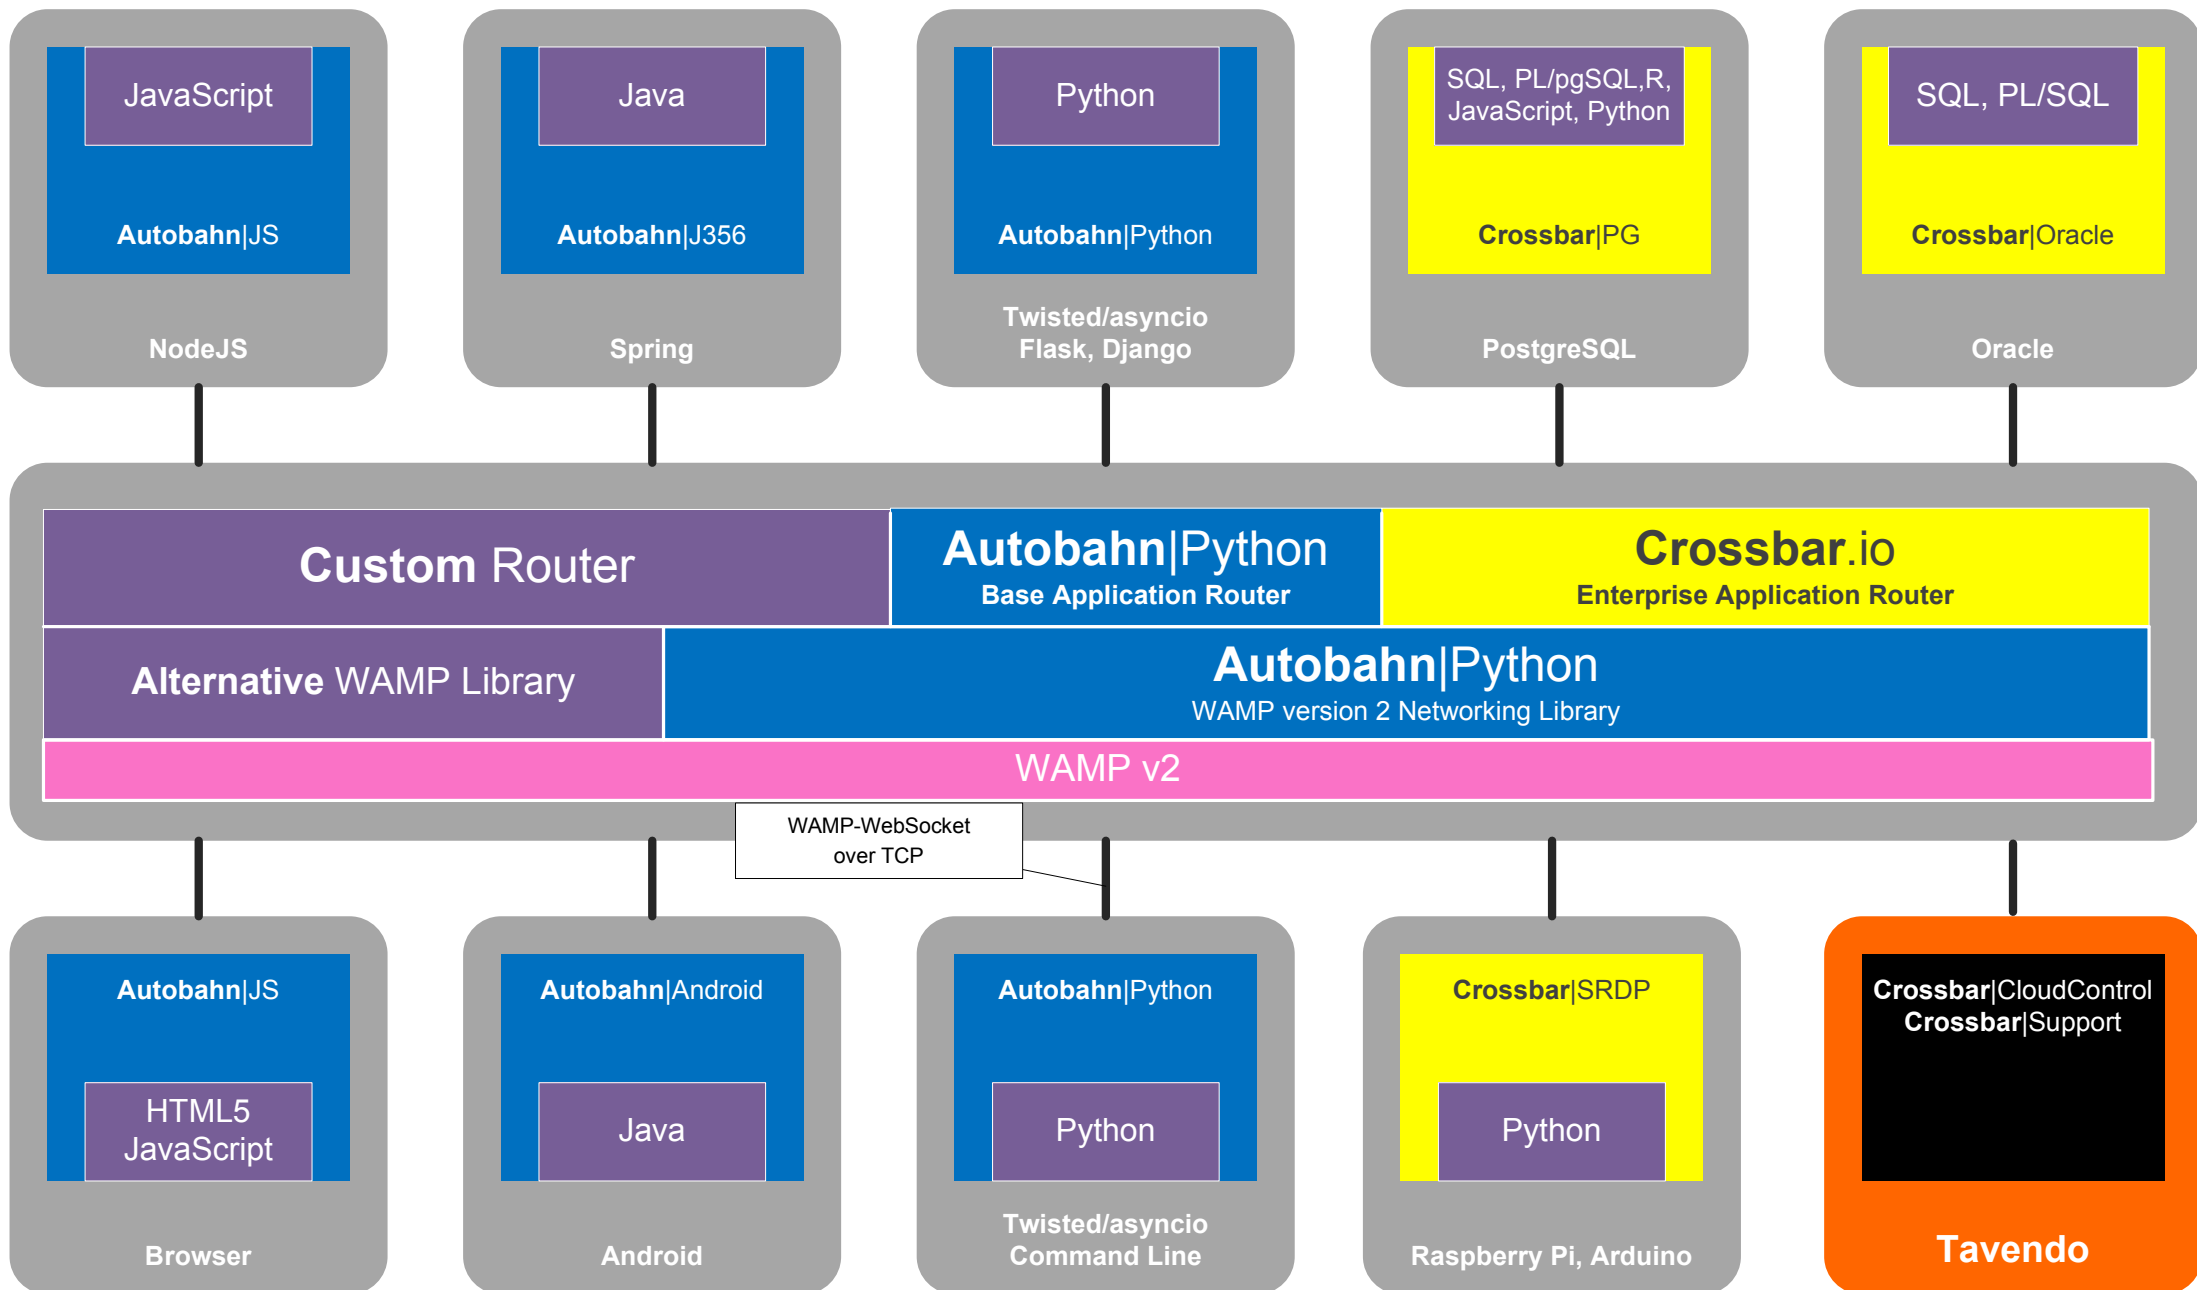 JavaScript
Autobahn|JS
NodeJS
Java
Autobahn|J356
Spring
Python
Autobahn|Python
Twisted/asyncio
Flask, Django
SQL, PL/pgSQL,R,
JavaScript, Python
Crossbar|PG
PostgreSQL
SQL, PL/SQL
Crossbar|Oracle
Oracle
Custom Router
Autobahn|Python
Base Application Router
Crossbar.io
Enterprise Application Router
Alternative WAMP Library
Autobahn|Python
WAMP version 2 Networking Library
WAMP v2
WAMP-WebSocket
over TCP
Autobahn|JS
HTML5
JavaScript
Browser
Autobahn|Android
Java
Android
Autobahn|Python
Python
Twisted/asyncio
Command Line
Crossbar|SRDP
Python
Raspberry Pi, Arduino
Crossbar|CloudControl
Crossbar|Support
Tavendo